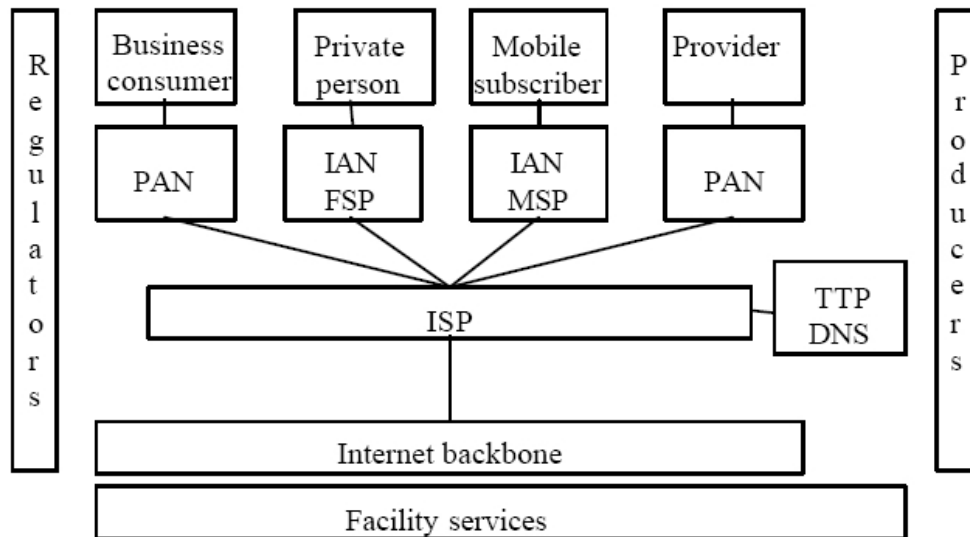 Regulators
Business
consumer
Private
person
Mobile
subscriber
Provider
Producers
PAN
IAN
FSP
IAN
MSP
PAN
ISP
TTP
DNS
Internet backbone
Facility services